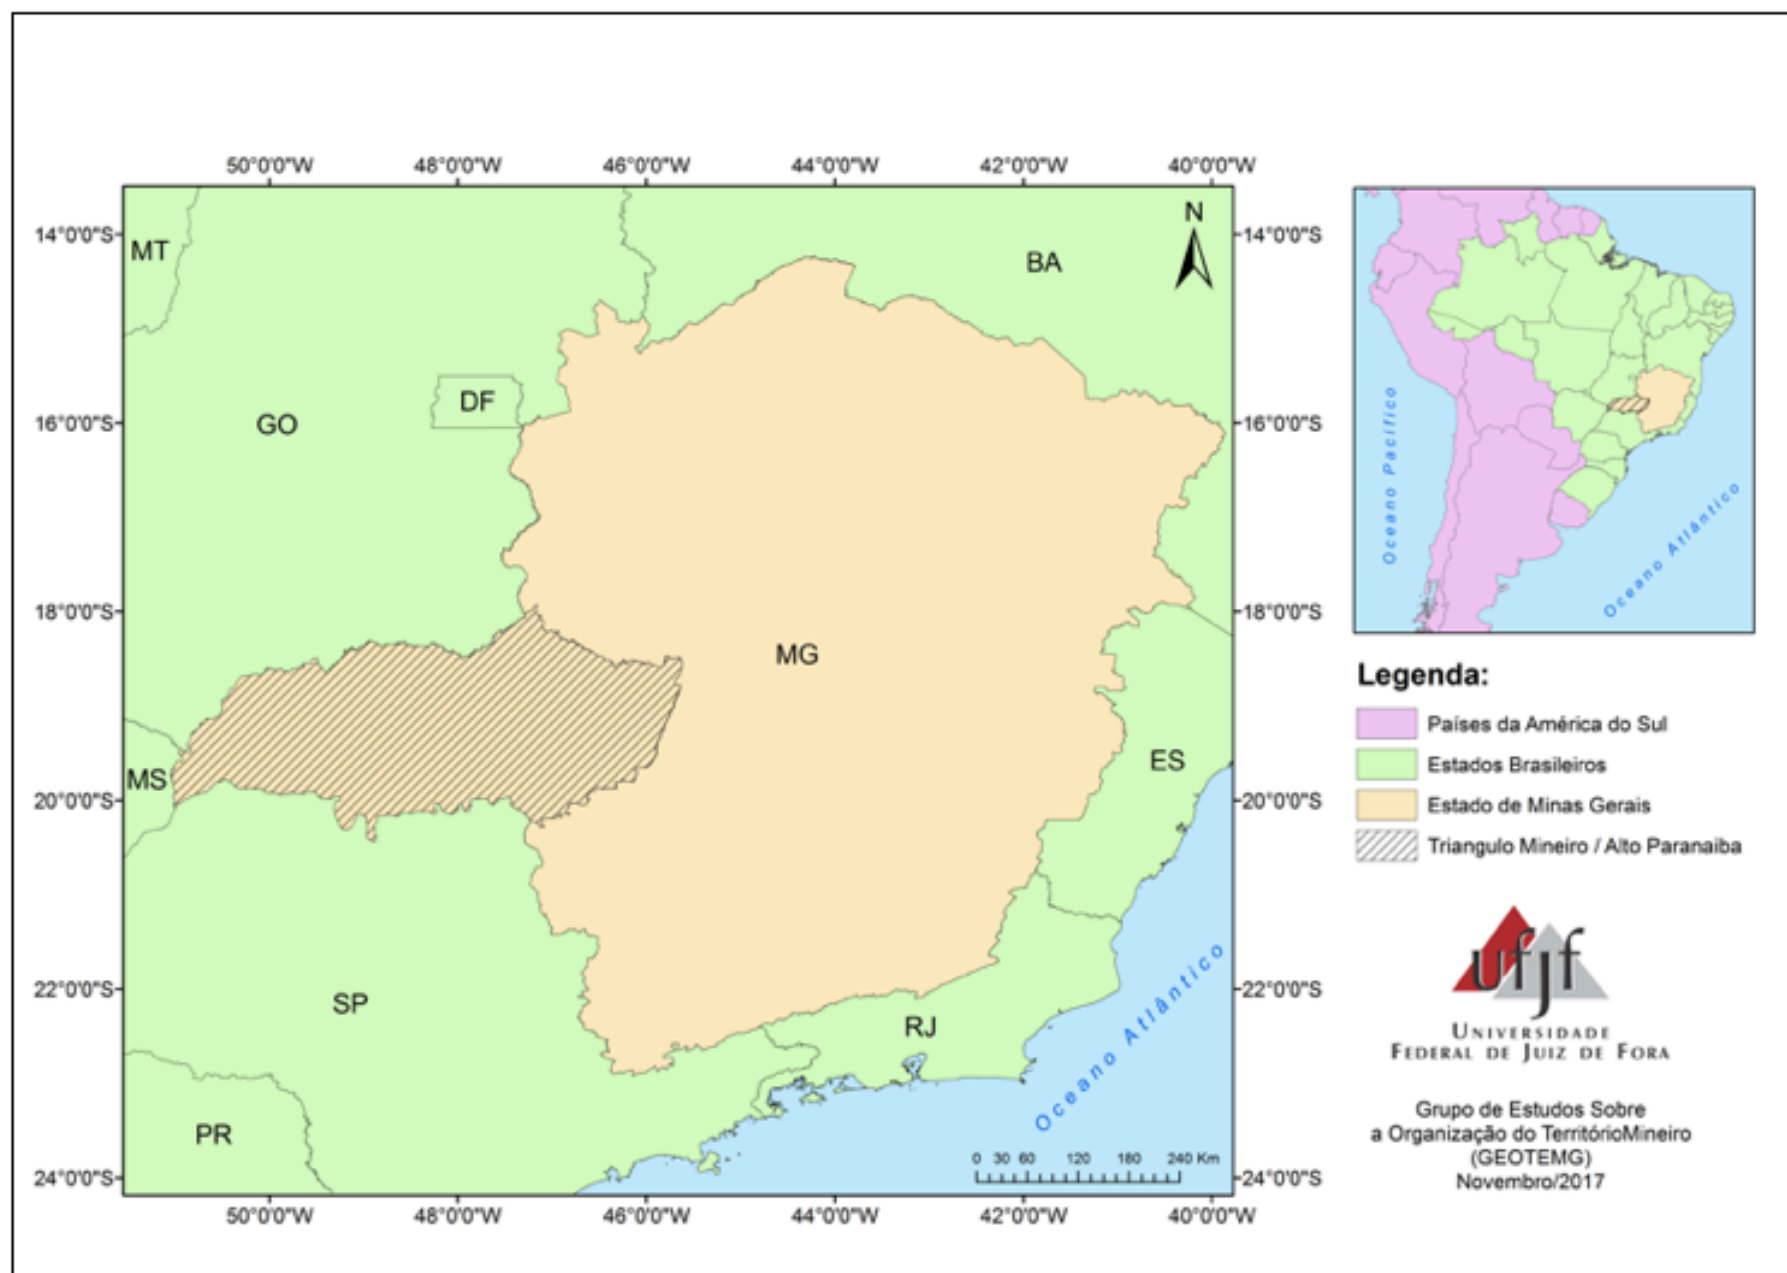 50°0'0"W 48°0'0"W 46°0'0"W 44°0'0"W 42°0'0"W 40°0'0"W
N
14°0'0"S 14°0'0"S
MT
BA
DF
GO
16°0'0"S 16°0'0"S
18°0'0"S 18°0'0"S
MG
ES
MS
20°0'0"S 20°0'0"S
22°0'0"S 22°0'0"S
SP
RJ
Oceano Atlântico
PR
0 30 60 120 180 240 Km
24°0'0"S 24°0'0"S
50°0'0"W 48°0'0"W 46°0'0"W 44°0'0"W 42°0'0"W 40°0'0"W
Oceano Pacífico
Oceano Atlântico
Legenda:
Países da América do Sul
Estados Brasileiros
Estado de Minas Gerais
Triangulo Mineiro / Alto Paranaiba
ufjf
UNIVERSIDADE
FEDERAL DE JUIZ DE FORA
Grupo de Estudos Sobre
a Organização do TerritórioMineiro
(GEOTEMG)
Novembro/2017